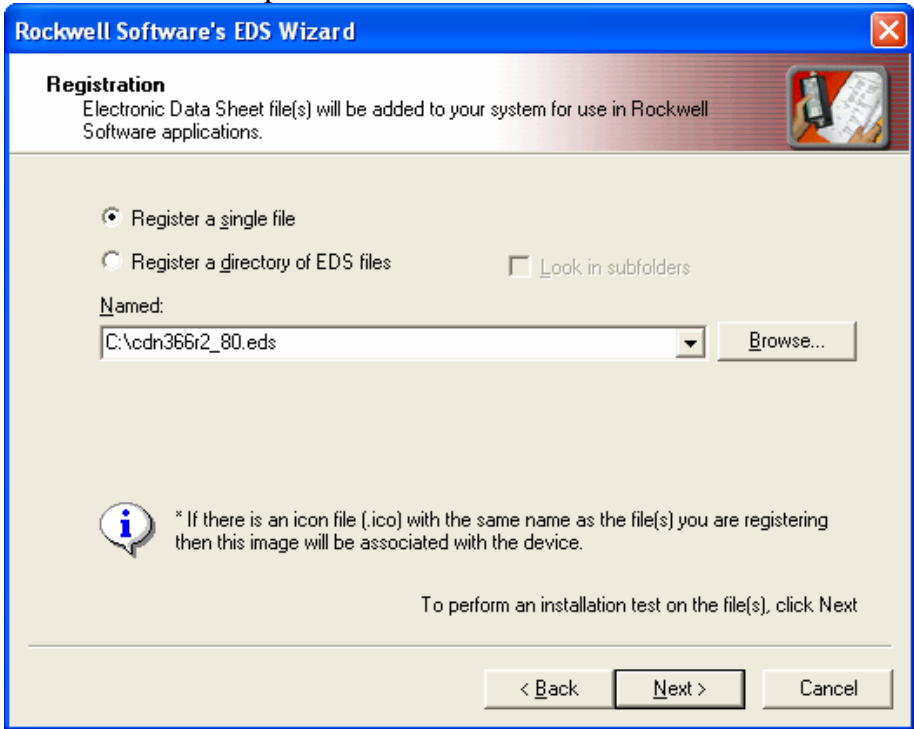 Rockwell Software's EDS Wizard
Registration
Electronic Data Sheet file(s) will be added to your system for use in Rockwell
Software applications.
Register a single file
Register a directory of EDS files
Look in subfolders
Named:
C:\cdn366r2_80.eds
Browse...
* If there is an icon file (.ico) with the same name as the file(s) you are registering
then this image will be associated with the device.
To perform an installation test on the file(s), click Next
< Back
Next >
Cancel